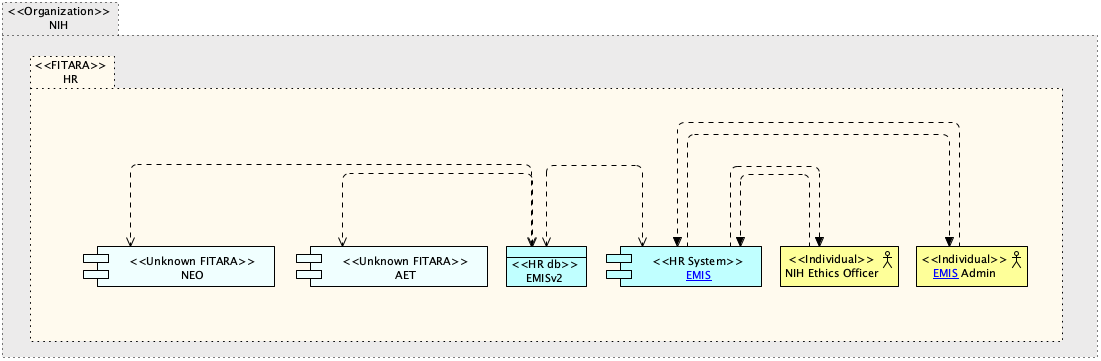 <<Organization>>
NIH
<<FITARA>>
HR
<<Unknown FITARA>>
NEO
<<Unknown FITARA>>
AET
<<HR db>>
EMISv2
<<HR System>>
EMIS
<<Individual>>
NIH Ethics Officer
<<Individual>>
EMIS Admin